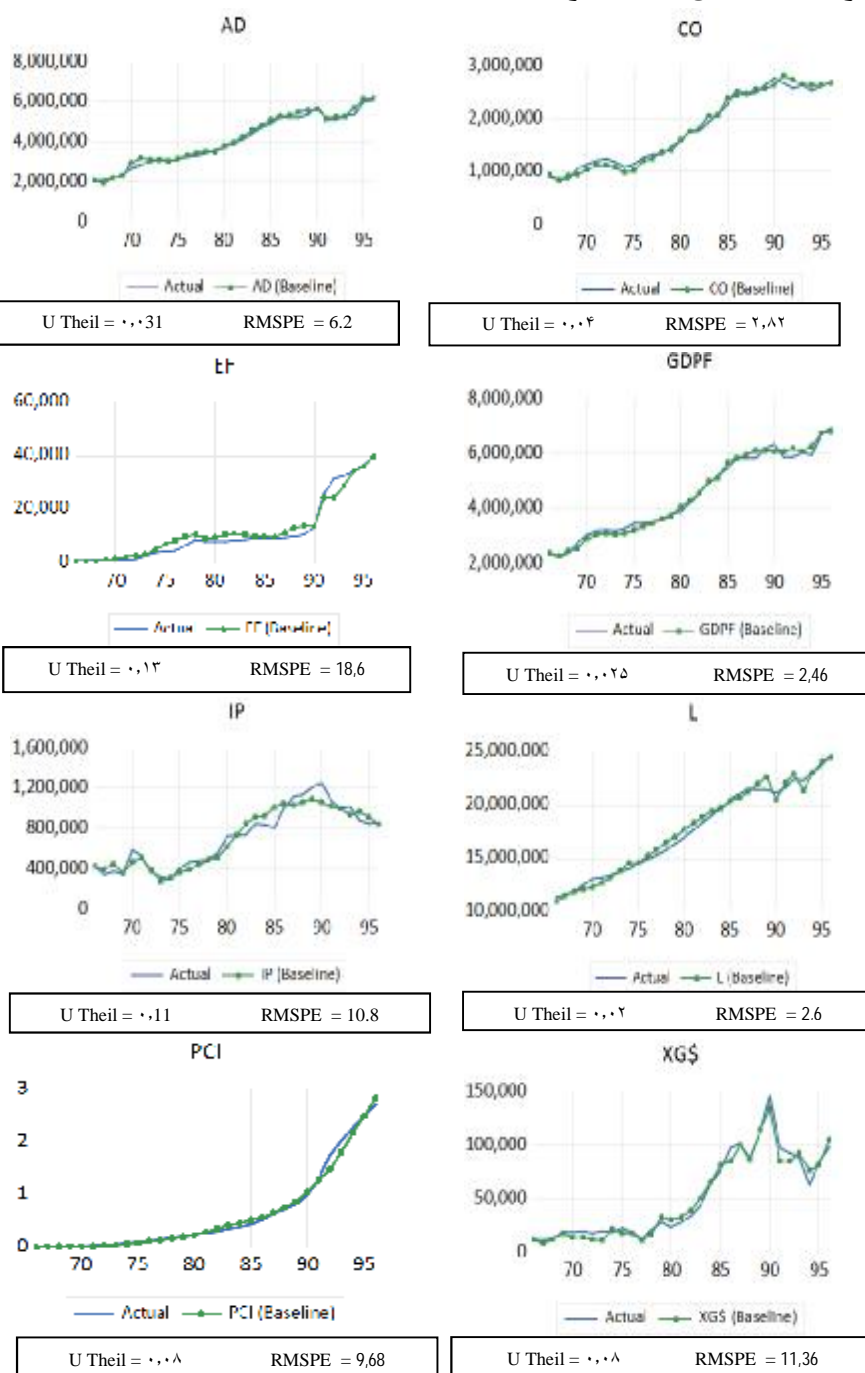 AD
8,000,000
6,000,000
4,000,000
2,000,000
0
70 75 80 85 90 95
Actual AD (Baseline)
U Theil = ۰,۰31 RMSPE = 6.2
CO
3,000,000
2,000,000
1,000,000
0
70 75 80 85 90 95
Actual CO (Baseline)
U Theil = ۰,۰۴ RMSPE = ۲,۸۲
EF
60,000
40,000
20,000
0
70 75 80 85 90 95
Actual EF (Baseline)
U Theil = ۰,۱۳ RMSPE = 18,6
GDPF
8,000,000
6,000,000
4,000,000
2,000,000
70 75 80 85 90 95
Actual GDPF (Baseline)
U Theil = ۰,۰۲۵ RMSPE = 2,46
IP
1,600,000
1,200,000
800,000
400,000
0
70 75 80 85 90 95
Actual IP (Baseline)
U Theil = ۰,11 RMSPE = 10.8
L
25,000,000
20,000,000
15,000,000
10,000,000
70 75 80 85 90 95
Actual L (Baseline)
U Theil = ۰,۰۲ RMSPE = 2.6
PCI
3
2
1
0
70 75 80 85 90 95
Actual PCI (Baseline)
U Theil = ۰,۰۸ RMSPE = 9,68
XG$
150,000
100,000
50,000
0
70 75 80 85 90 95
Actual XG$ (Baseline)
U Theil = ۰,۰۸ RMSPE = 11,36